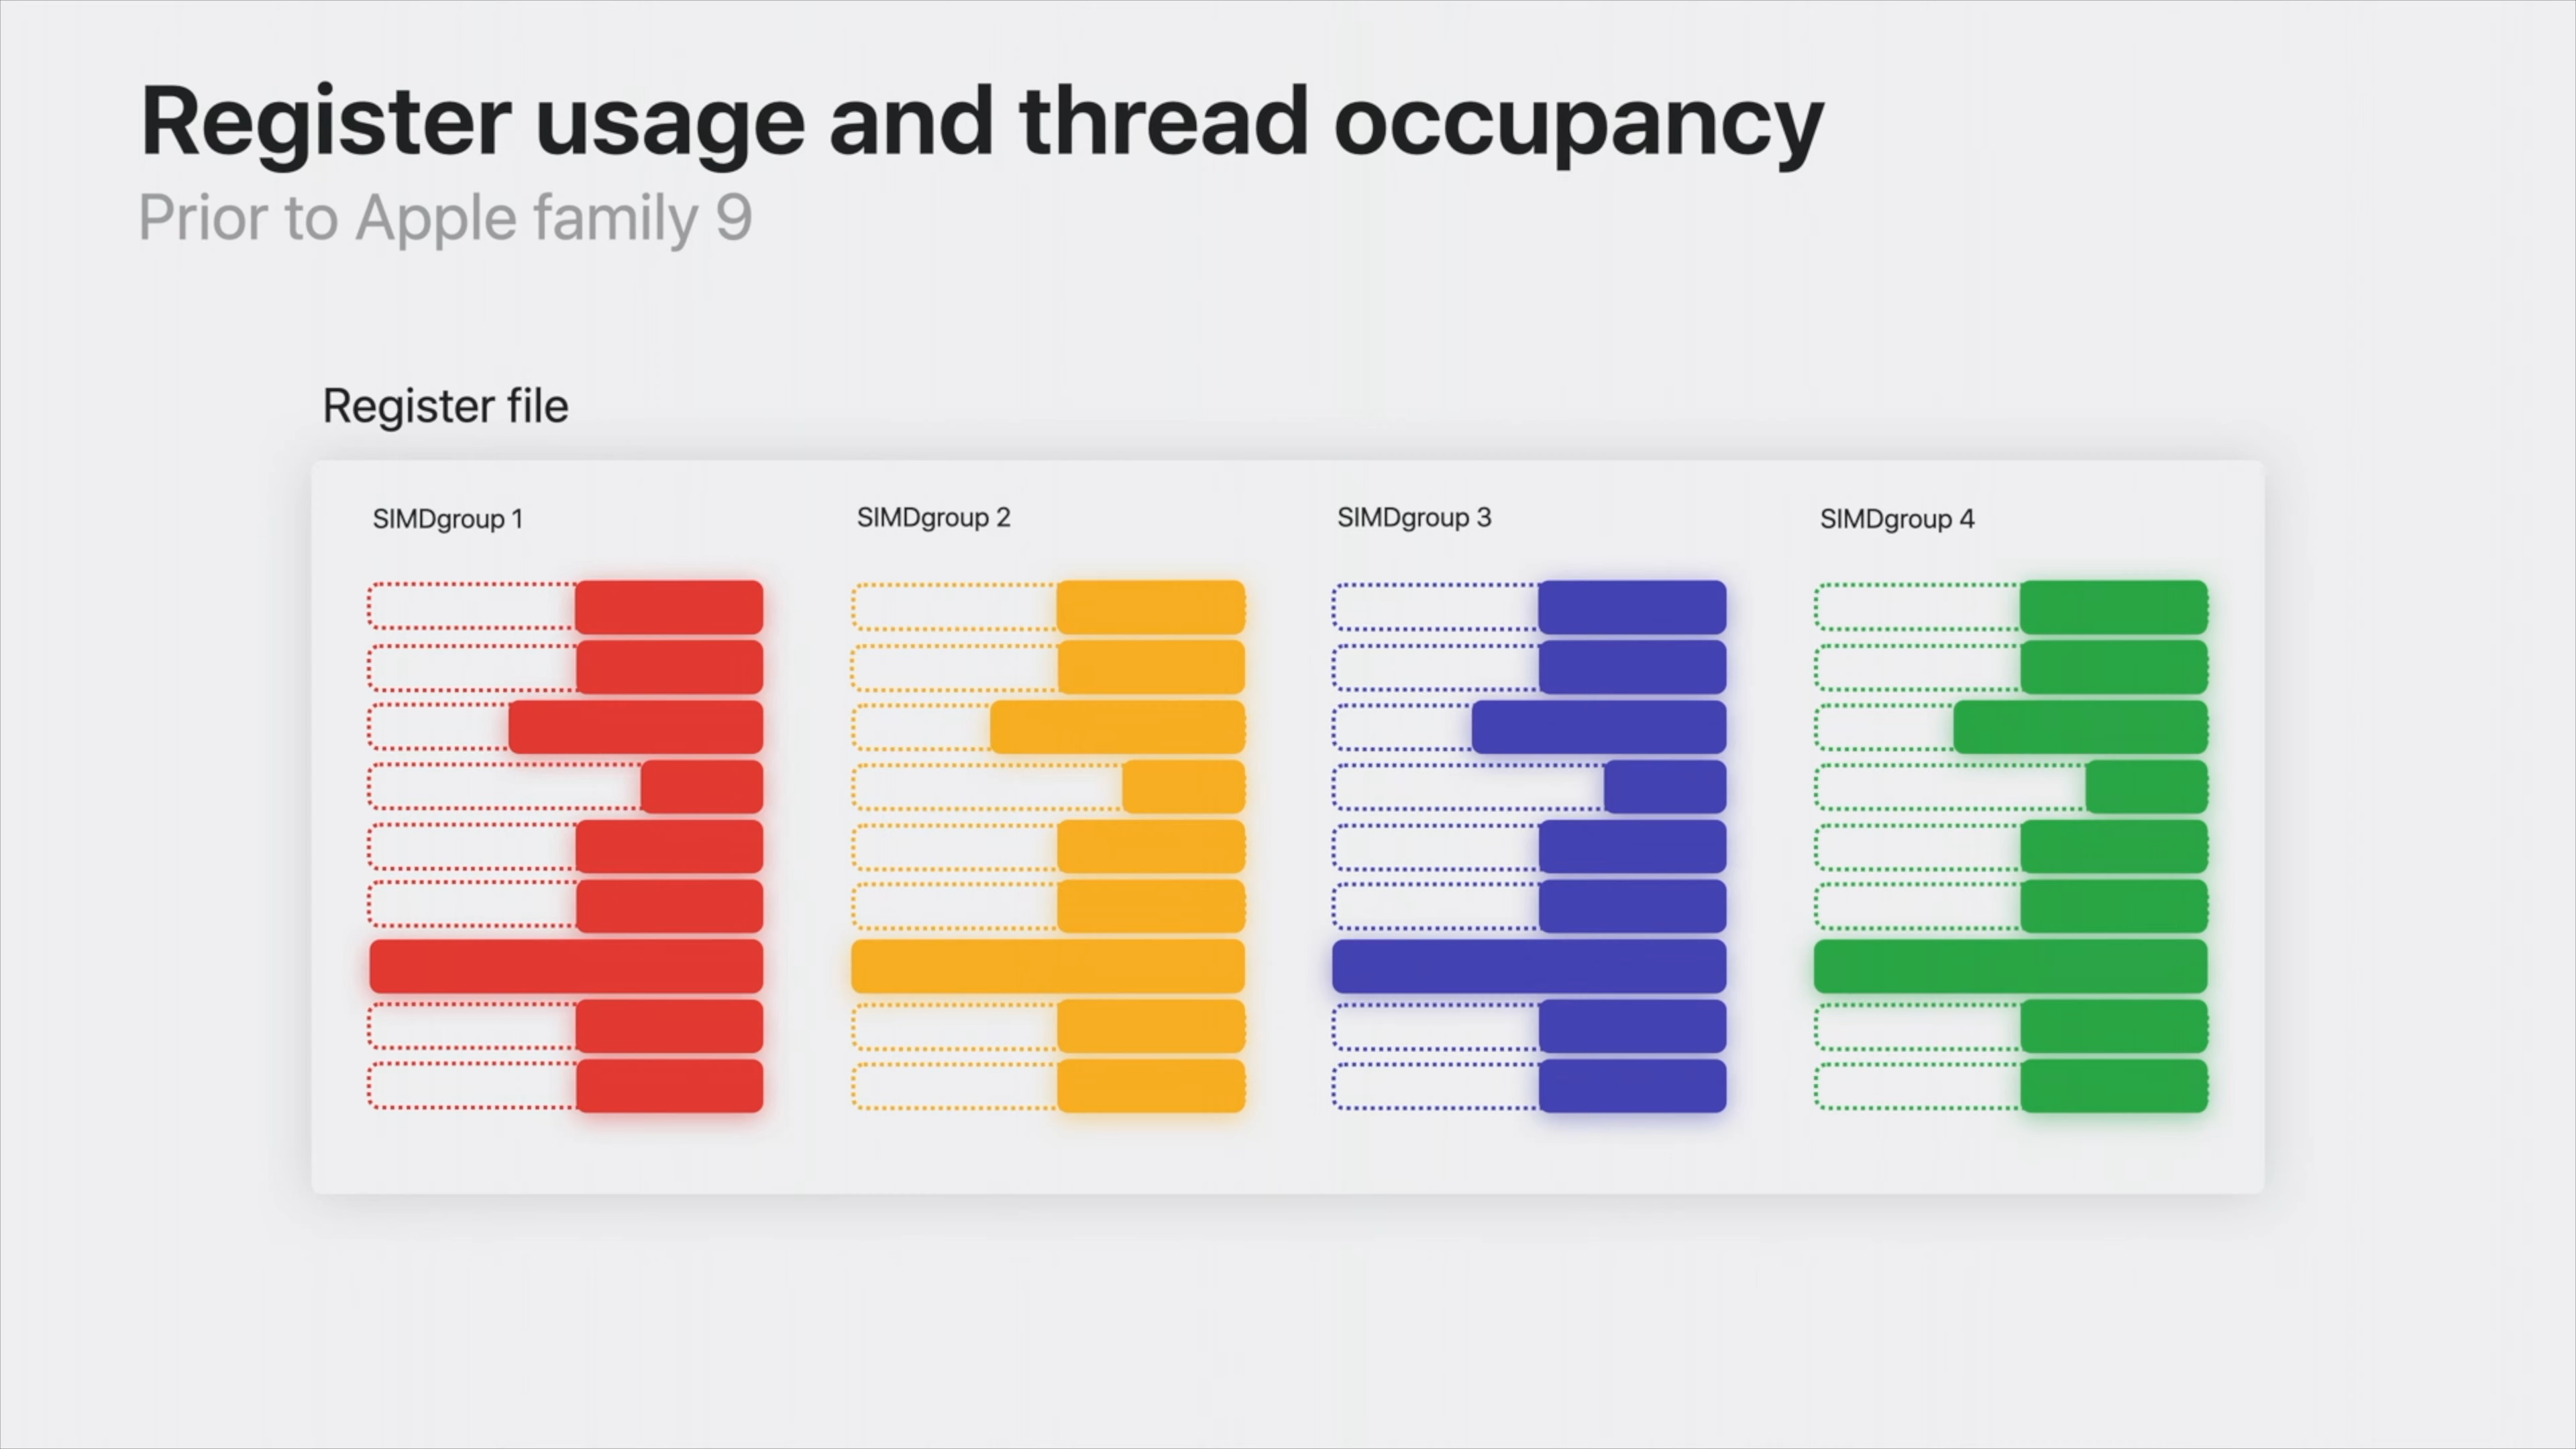 Register usage and thread occupancy
Prior to Apple family 9
Register file
SIMDgroup 1
SIMDgroup 2
SIMDgroup 3
SIMDgroup 4